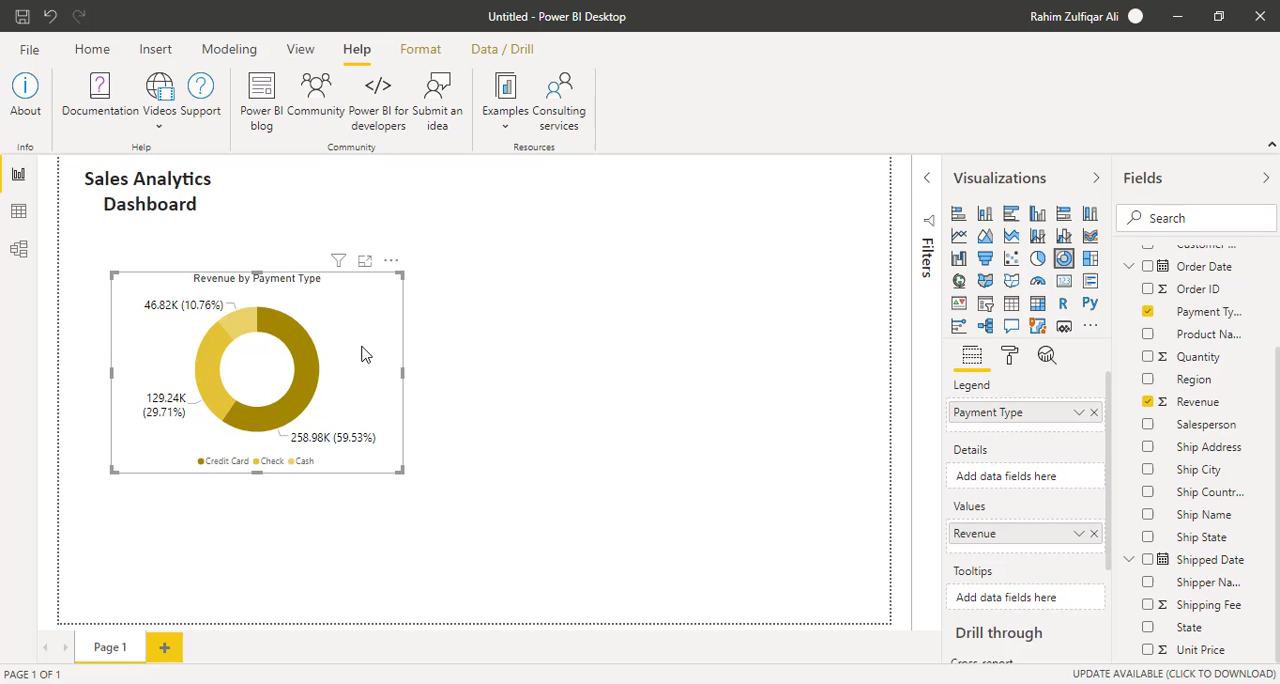 Untitled - Power BI Desktop
Rahim Zulfiqar Ali
File Home Insert Modeling View Help Format Data / Drill
About
Documentation Videos Support
Power BI blog
Community
Power BI for developers
Submit an idea
Examples
Consulting services
Info
Help
Community
Resources
Sales Analytics
Dashboard
Revenue by Payment Type
46.82K (10.76%)
129.24K
(29.71%)
258.98K (59.53%)
Credit Card Check Cash
Filters
Visualizations
R Py
123
Legend
Payment Type
Details
Add data fields here
Values
Revenue
Tooltips
Add data fields here
Drill through
Cross-report
Fields
Search
Customer ...
Order Date
Order ID
Payment Ty...
Product Na...
Quantity
Region
Revenue
Salesperson
Ship Address
Ship City
Ship Countr...
Ship Name
Ship State
Shipped Date
Shipper Na...
Shipping Fee
State
Unit Price
Page 1
PAGE 1 OF 1
UPDATE AVAILABLE (CLICK TO DOWNLOAD)